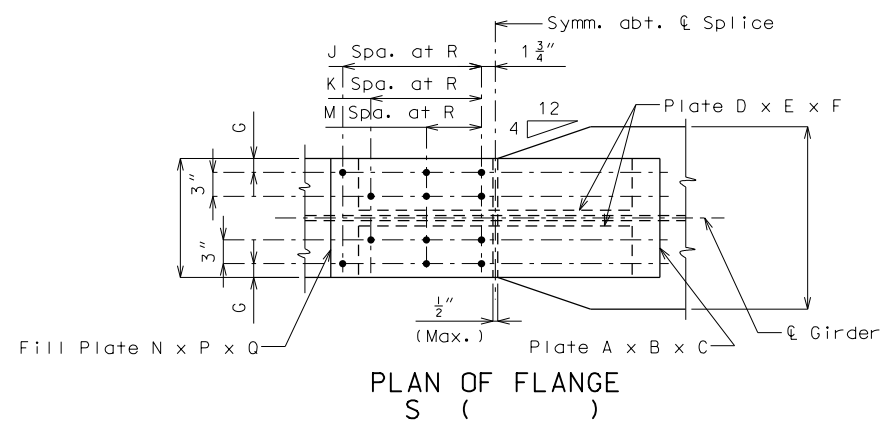 Symm. abt. ℄ Splice
J Spa. at R
1 3/4"
K Spa. at R
M Spa. at R
12
4
Plate D x E x F
G
3"
3"
G
1/2"
(Max.)
℄ Girder
Fill Plate N x P x Q
Plate A x B x C
PLAN OF FLANGE
S ( )